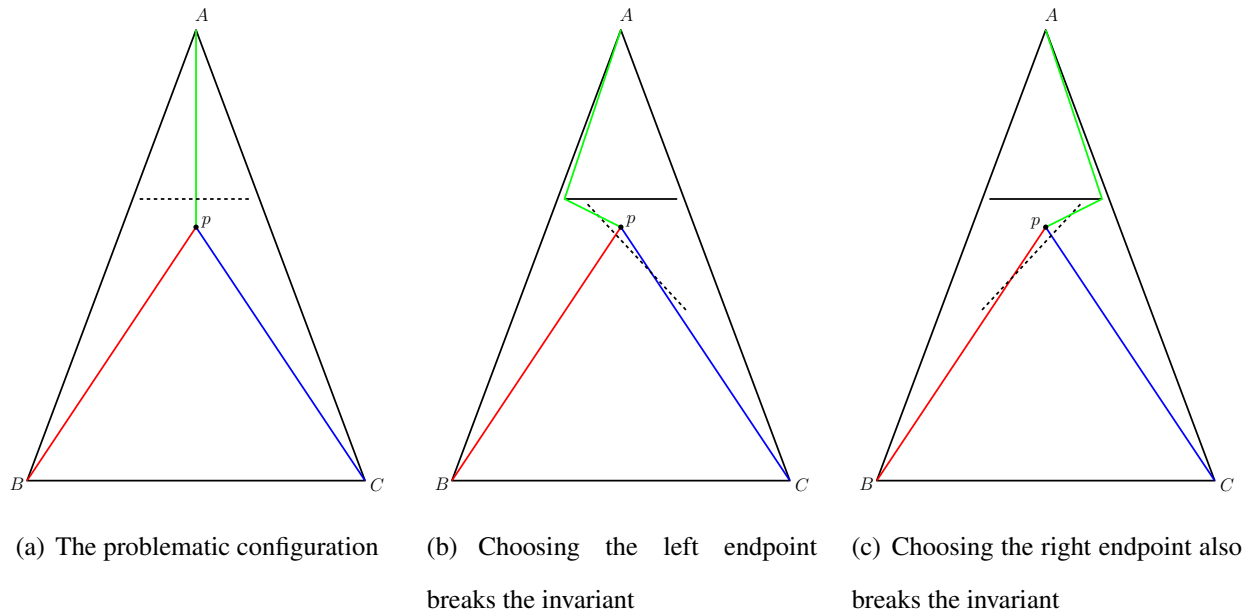 A
p
B
C
(a) The problematic configuration
A
p
B
C
(b) Choosing the left endpoint
breaks the invariant
A
p
B
C
(c) Choosing the right endpoint also
breaks the invariant